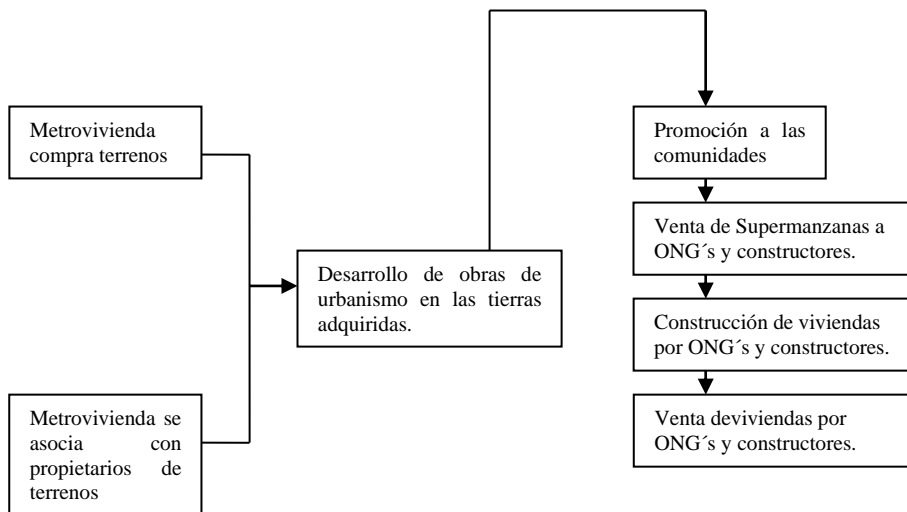 Metrovivienda
compra terrenos
Metrovivienda se
asocia con
propietarios de
terrenos
Desarrollo de obras de
urbanismo en las tierras
adquiridas.
Promoción a las
comunidades
Venta de Supermanzanas a
ONG´s y constructores.
Construcción de viviendas
por ONG´s y constructores.
Venta deviviendas por
ONG´s y constructores.